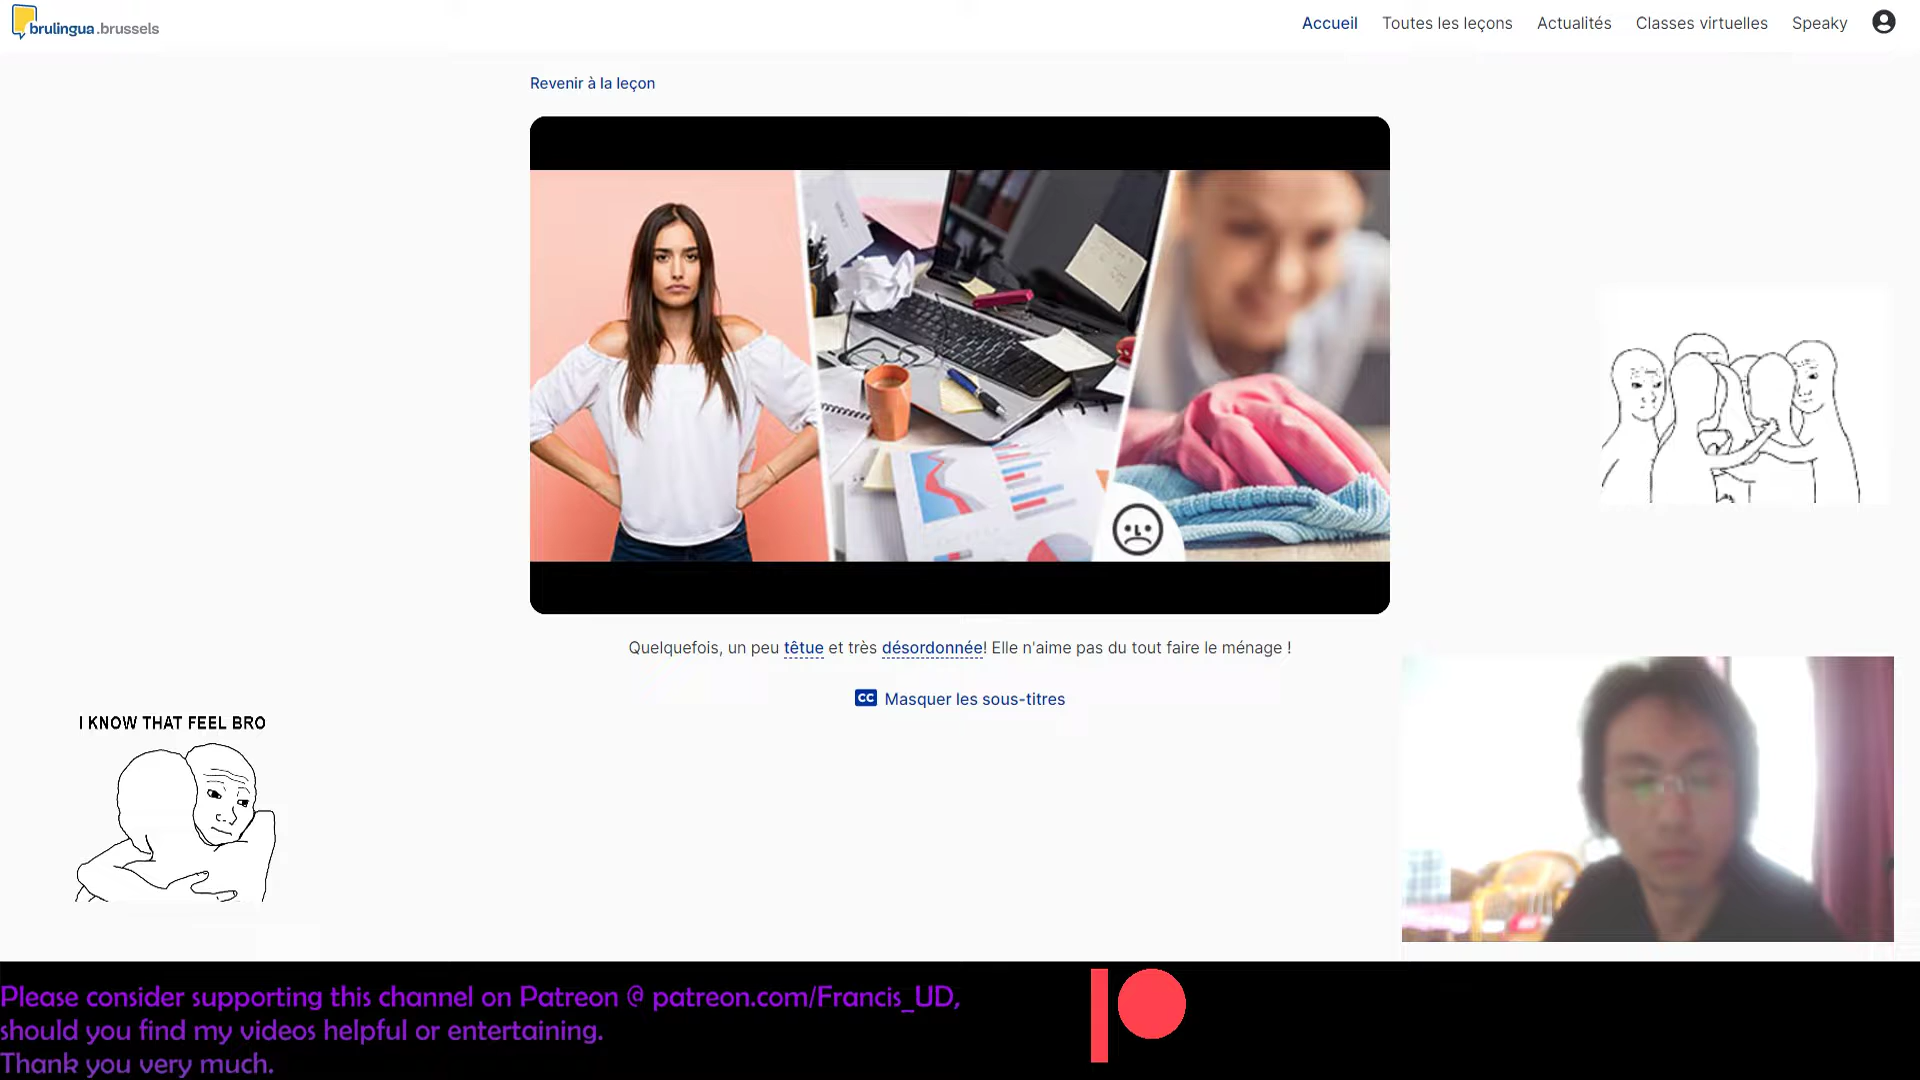 brulingua.brussels
Accueil
Toutes les leçons
Actualités
Classes virtuelles
Speaky
Revenir à la leçon
Quelquefois, un peu têtue et très désordonnée! Elle n'aime pas du tout faire le ménage !
CC Masquer les sous-titres
I KNOW THAT FEEL BRO
Please consider supporting this channel on Patreon @ patreon.com/Francis_UD,
should you find my videos helpful or entertaining.
Thank you very much.